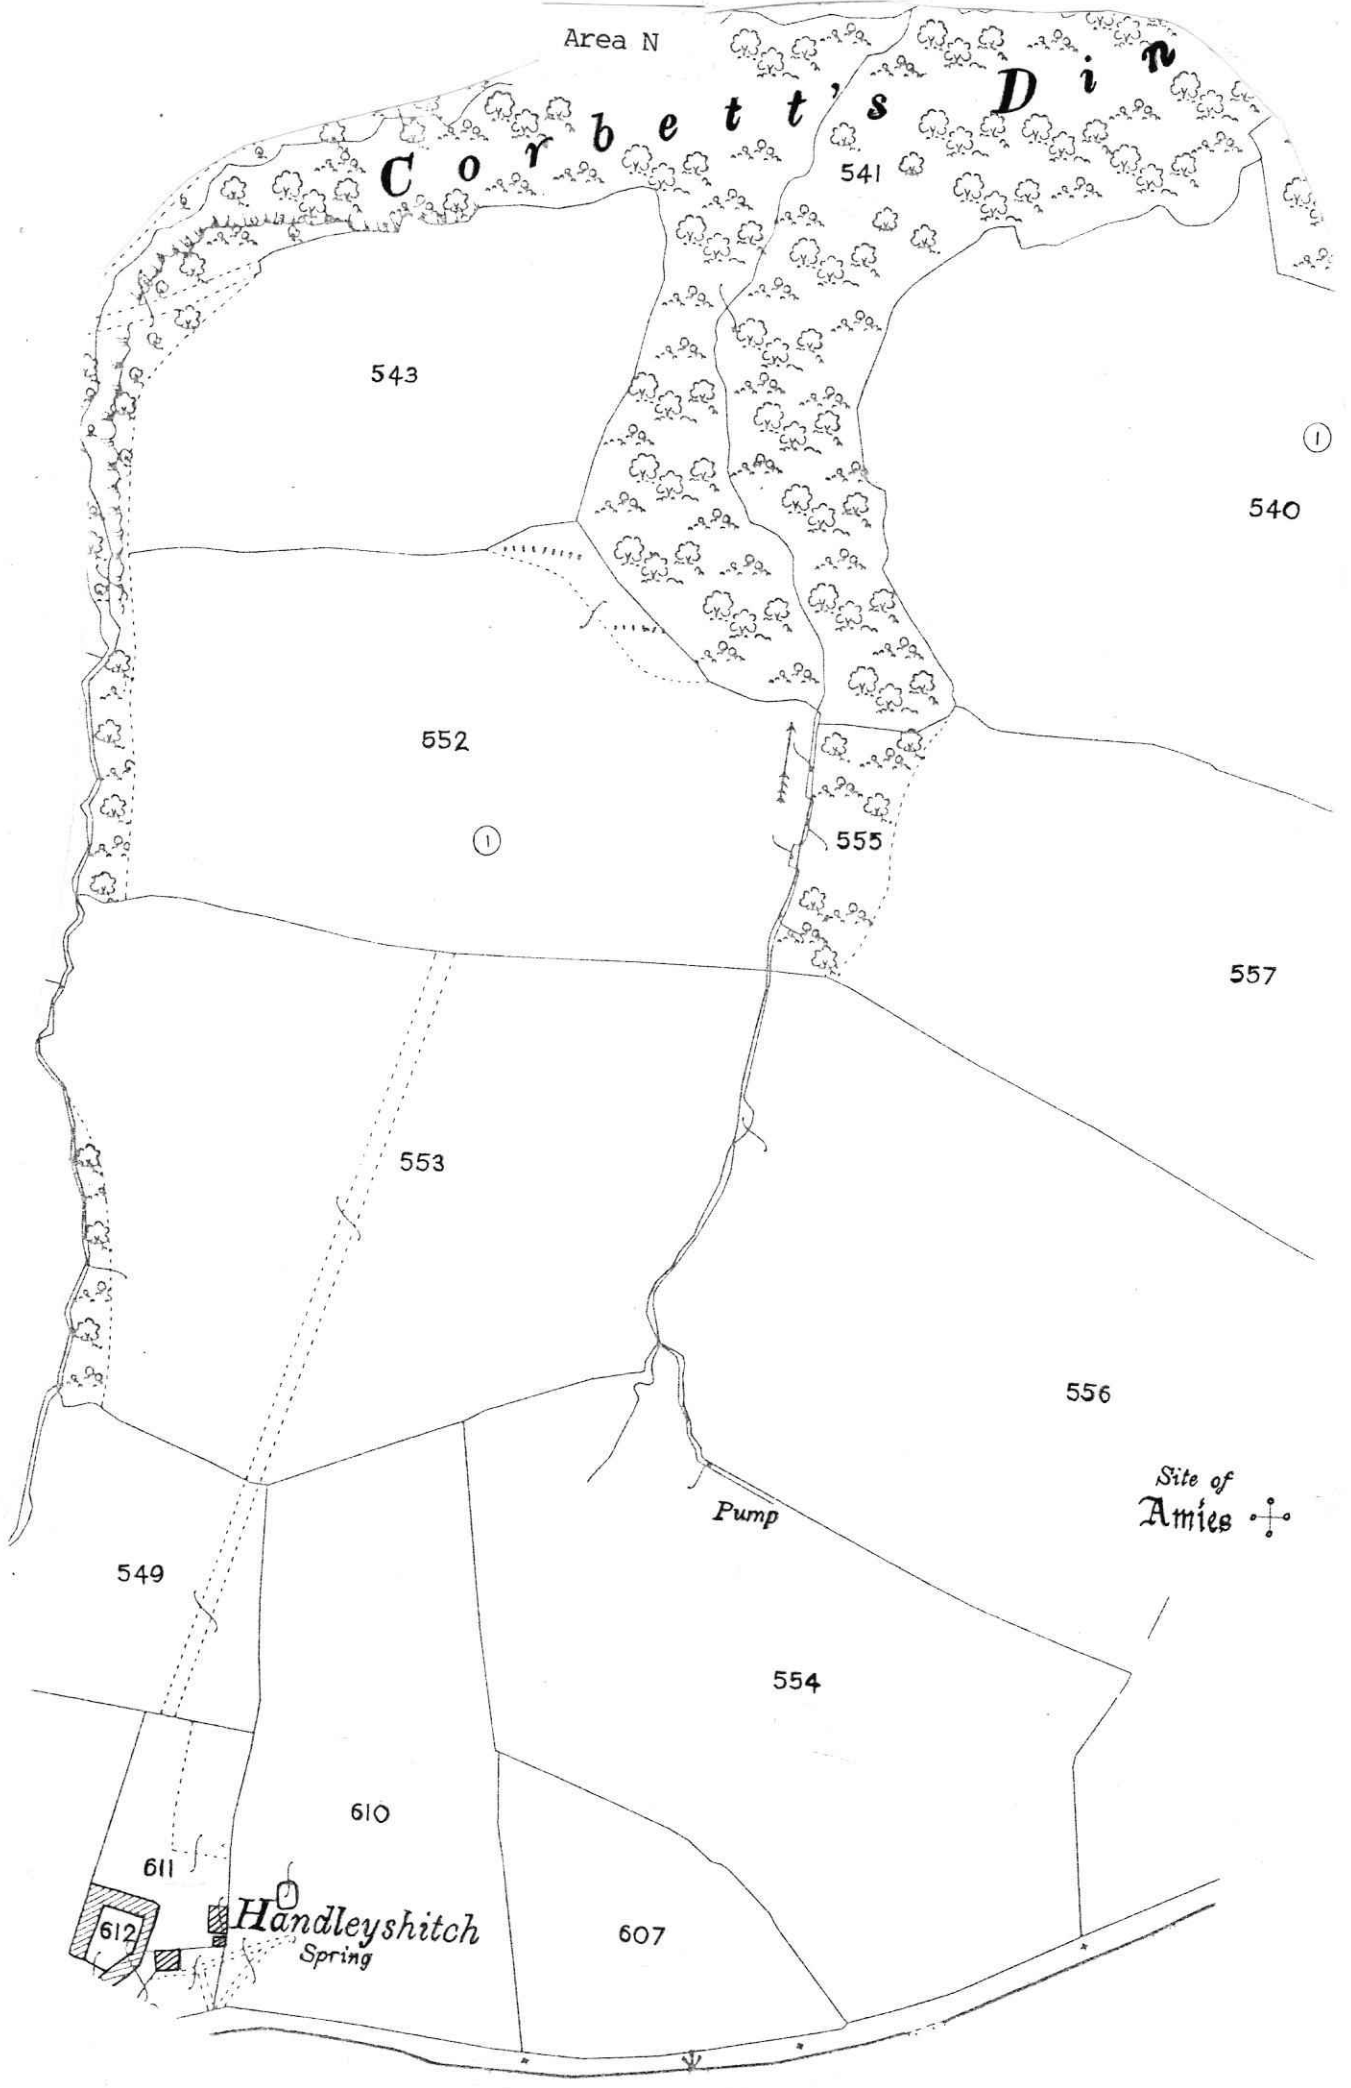 Area N
Corbett's Din
541
543
1
540
552
1
555
557
553
556
Site of
Amies
Pump
549
554
610
611
Handleyshitch
612
607
Spring